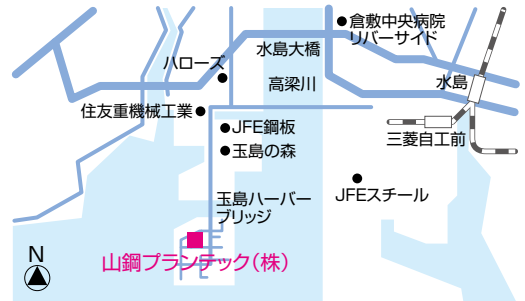 倉敷中央病院
リバーサイド
水島大橋
ハローズ
水島
高梁川
住友重機械工業
JFE鋼板
三菱自工前
玉島の森
JFEスチール
玉島ハーバー
ブリッジ
N
山鋼プランテック(株)